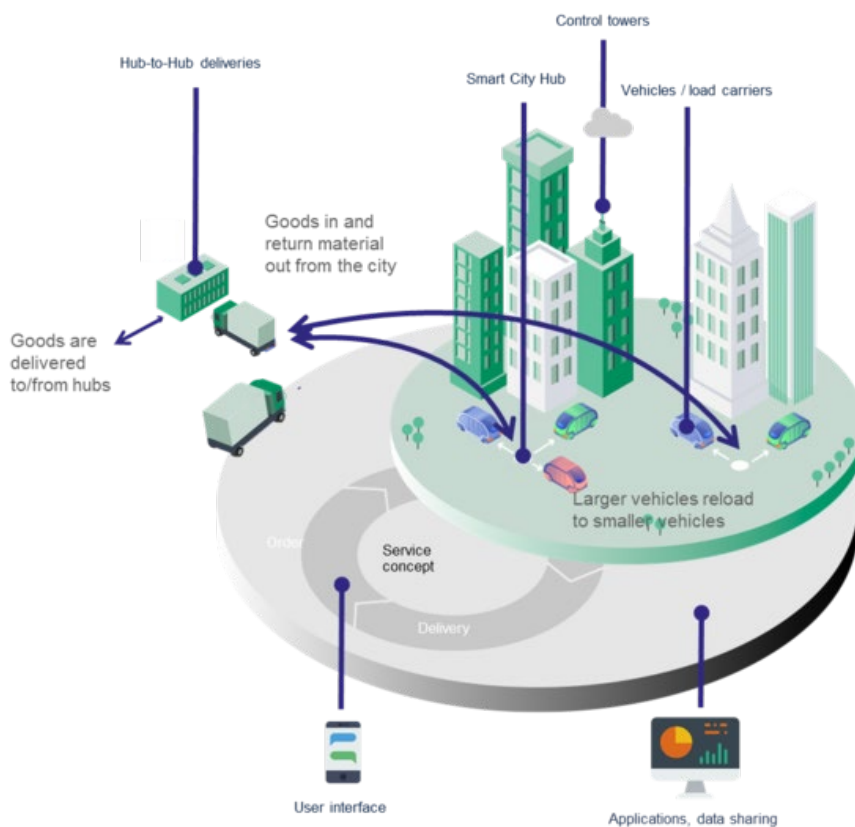 Control towers
Hub-to-Hub deliveries
Smart City Hub
Vehicles / load carriers
Goods in and
return material
out from the city
Goods are
delivered
to/from hubs
Larger vehicles reload
to smaller vehicles
Order
Service
concept
Delivery
User interface
Applications, data sharing